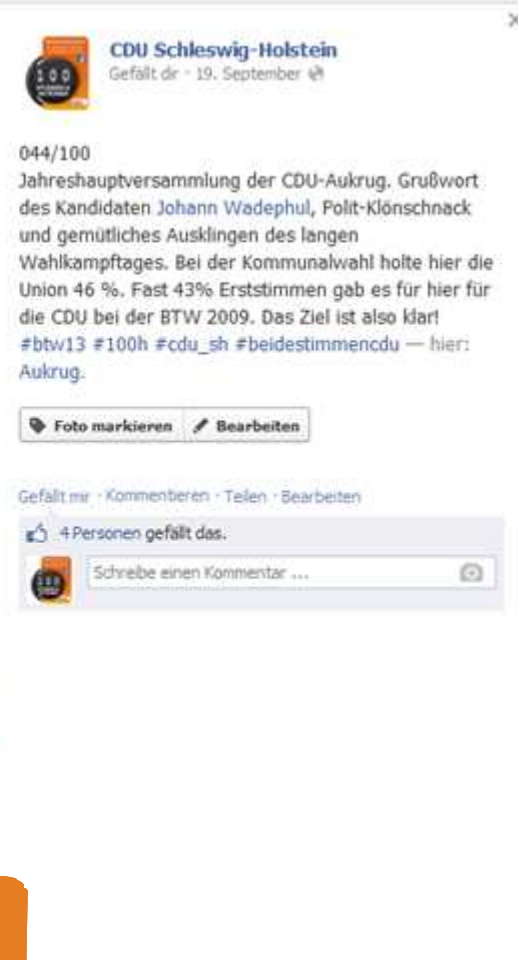 CDU Schleswig-Holstein
Gefällt dir · 19. September
044/100
Jahreshauptversammlung der CDU-Aukrug. Grußwort
des Kandidaten Johann Wadephul, Polit-Klönschnack
und gemütliches Ausklingen des langen
Wahlkampftages. Bei der Kommunalwahl holte hier die
Union 46 %. Fast 43% Erststimmen gab es für hier für
die CDU bei der BTW 2009. Das Ziel ist also klar!
#btw13 #100h #cdu_sh #beidestimmencdu — hier:
Aukrug.
Foto markieren Bearbeiten
Gefällt mir · Kommentieren · Teilen · Bearbeiten
4 Personen gefällt das.
Schreibe einen Kommentar ...
100